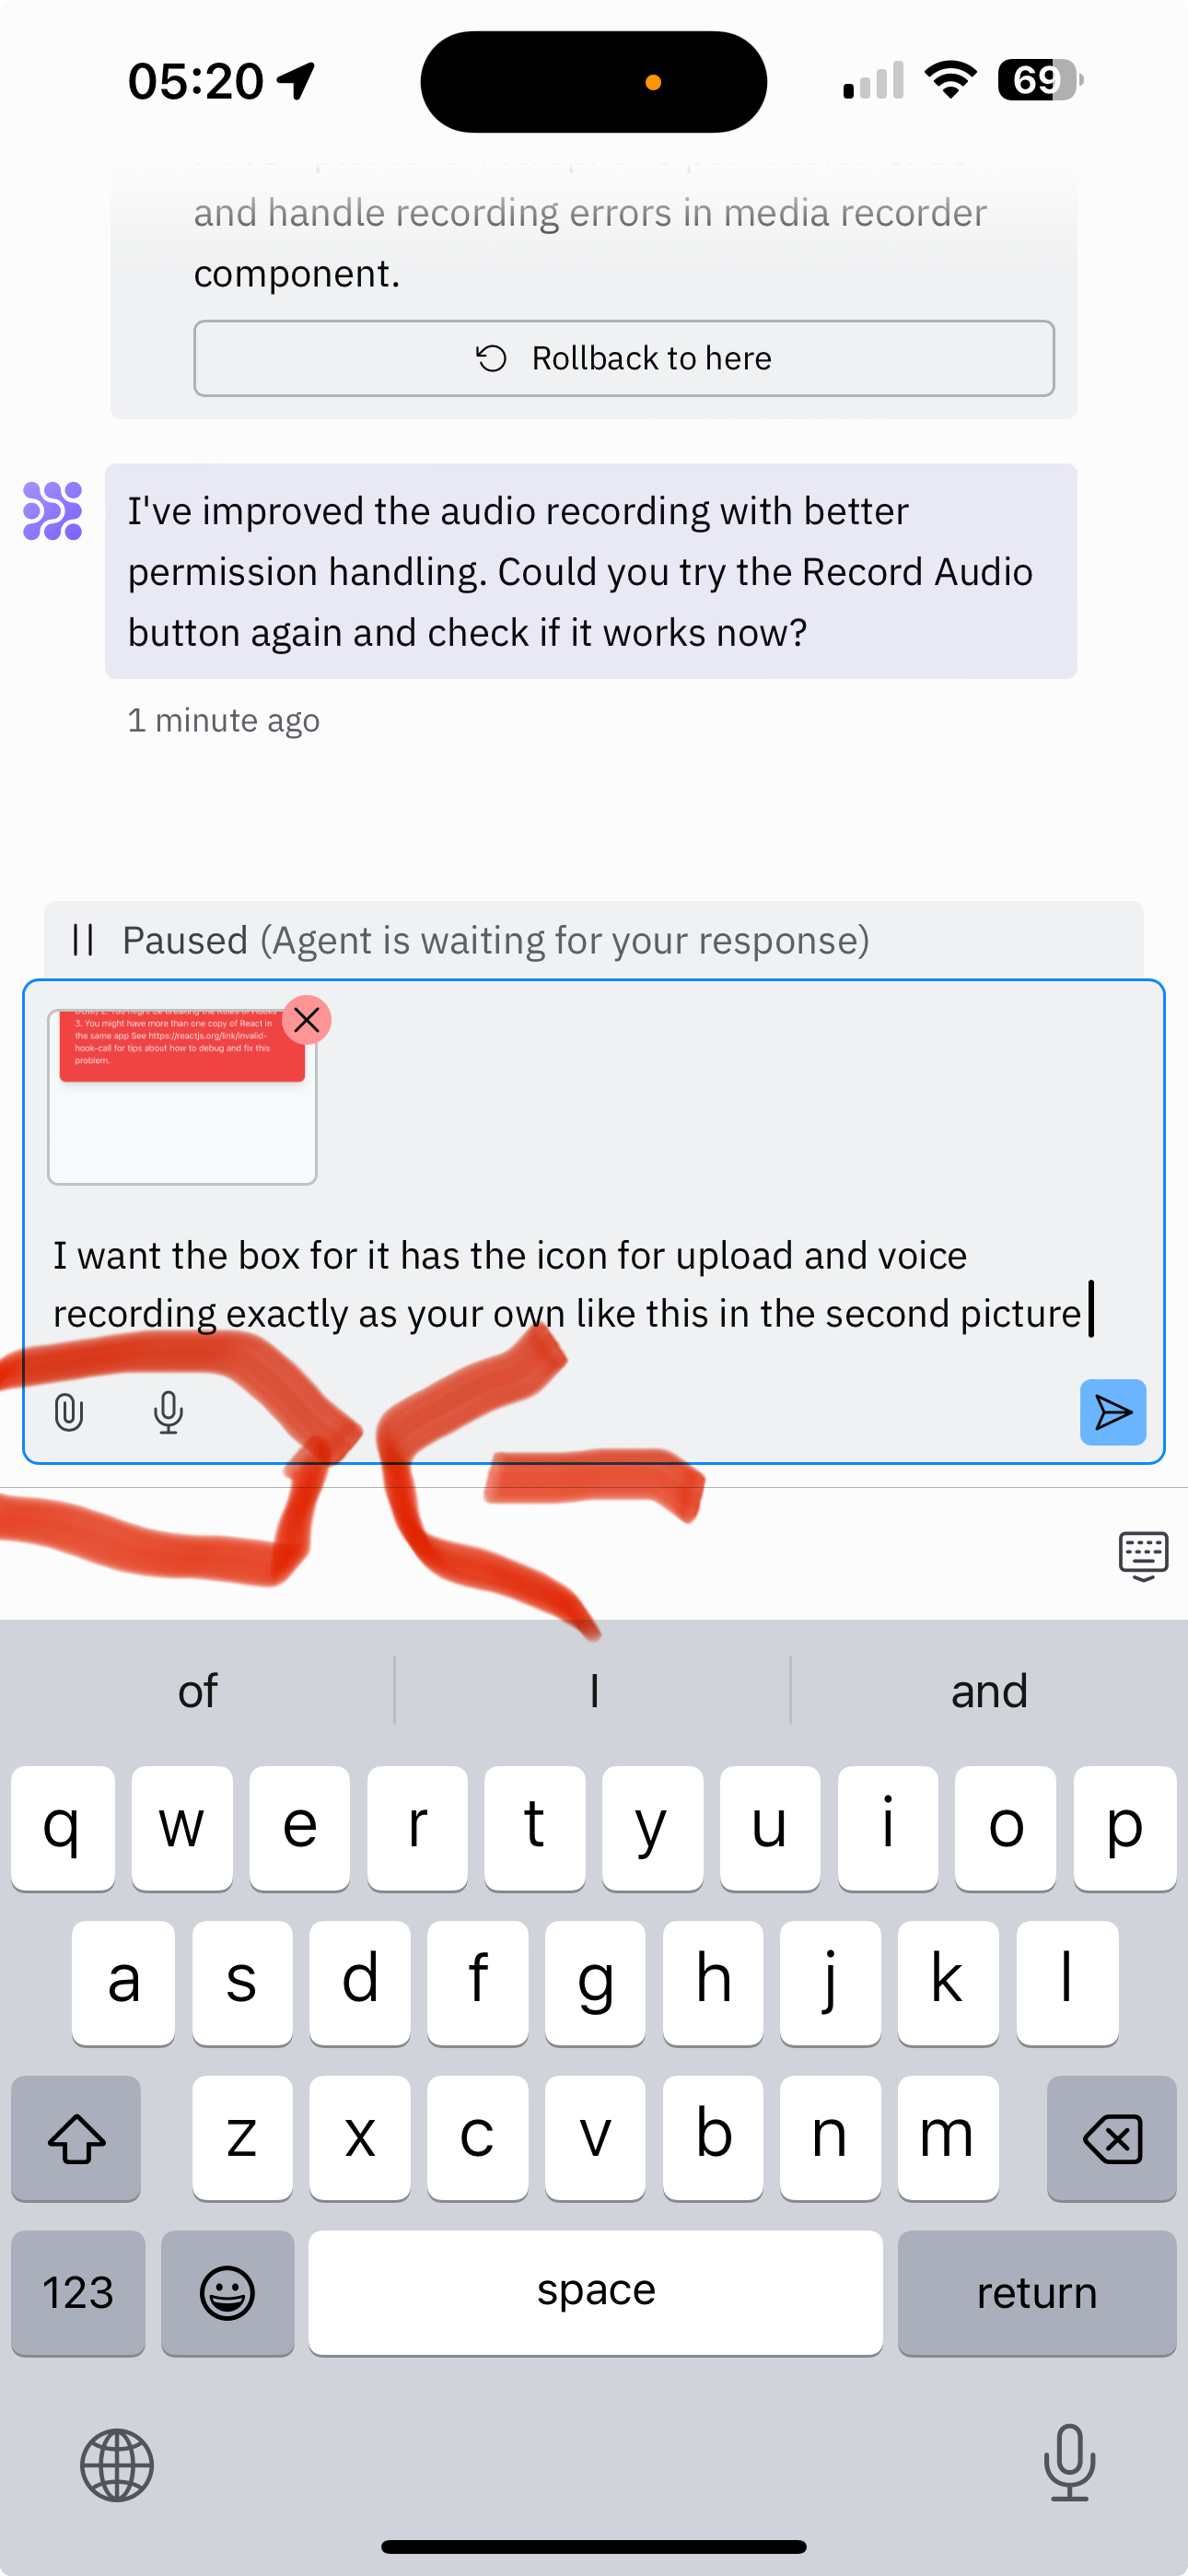 05:20
69
and handle recording errors in media recorder
component.
Rollback to here
I've improved the audio recording with better
permission handling. Could you try the Record Audio
button again and check if it works now?
1 minute ago
Paused (Agent is waiting for your response)
3. You might have more than one copy of React in
the same app See https://reactjs.org/link/invalid-
hook-call for tips about how to debug and fix this
problem.
I want the box for it has the icon for upload and voice
recording exactly as your own like this in the second picture
of I and
q w e r t y u i o p
a s d f g h j k l
z x c v b n m
123 space return